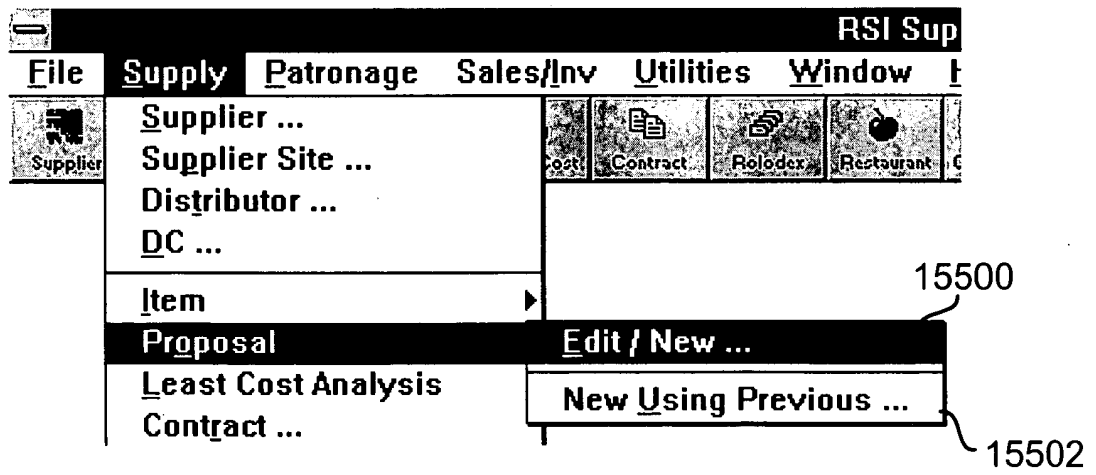 RSI Sup
File Supply Patronage Sales/Inv Utilities Window
Supplier Cost Contract Rolodex Restaurant
Supplier ...
Supplier Site ...
Distributor ...
DC ...
15500
Item
Proposal Edit / New ...
Least Cost Analysis New Using Previous ...
Contract ...
15502